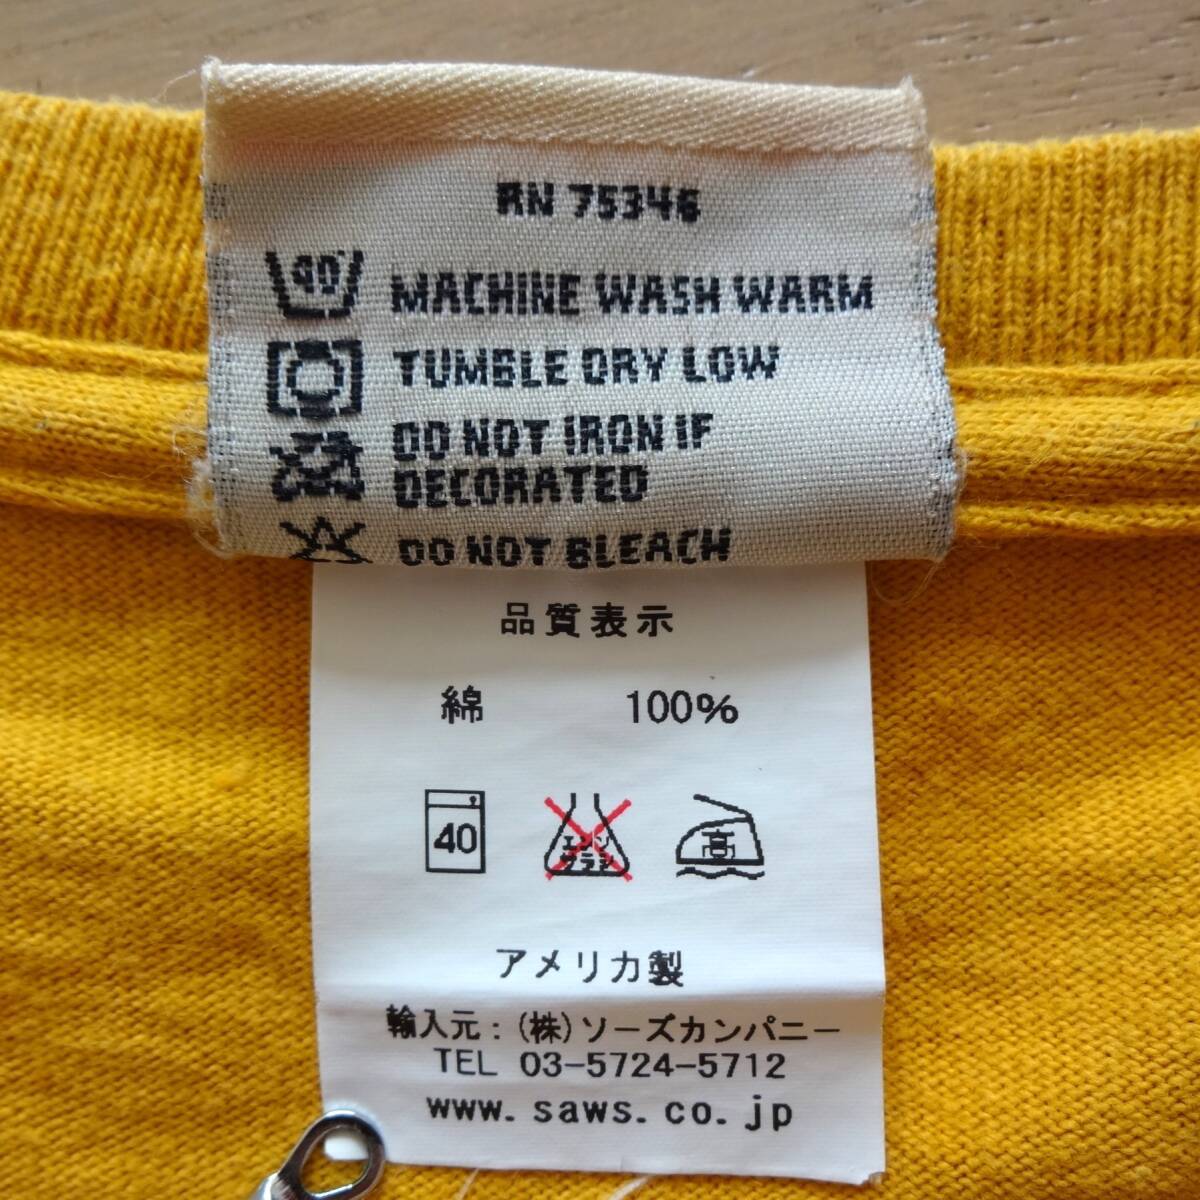 RN 75346
40°
MACHINE WASH WARM
TUMBLE DRY LOW
DO NOT IRON IF
DECORATED
DO NOT BLEACH
品質表示
綿 100%
40 エンソ 高
フラシ
アメリカ製
輸入元：(株)ソーズカンパニー
TEL 03-5724-5712
www.saws.co.jp